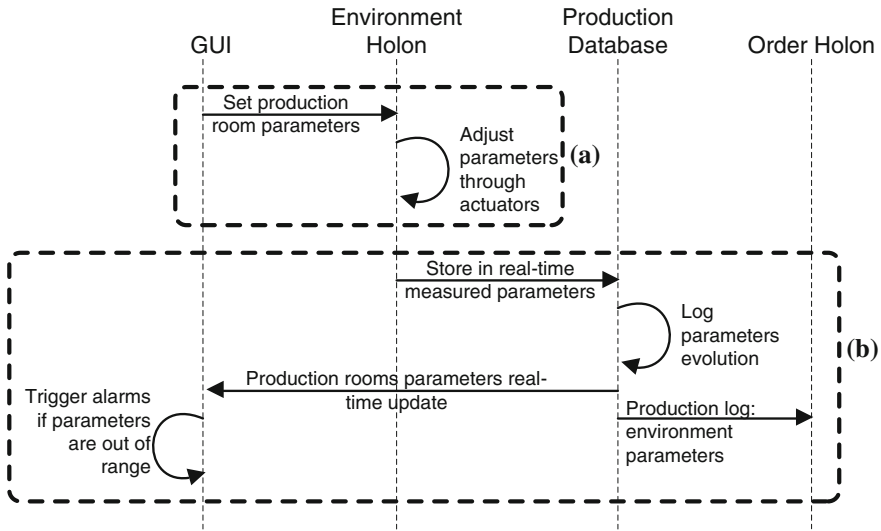 GUI
Environment
Holon
Production
Database
Order Holon
Set production
room parameters
Adjust
parameters
through
actuators
(a)
Store in real-time
measured parameters
Log
parameters
evolution
(b)
Production rooms parameters real-
time update
Trigger alarms
if parameters
are out of
range
Production log:
environment
parameters